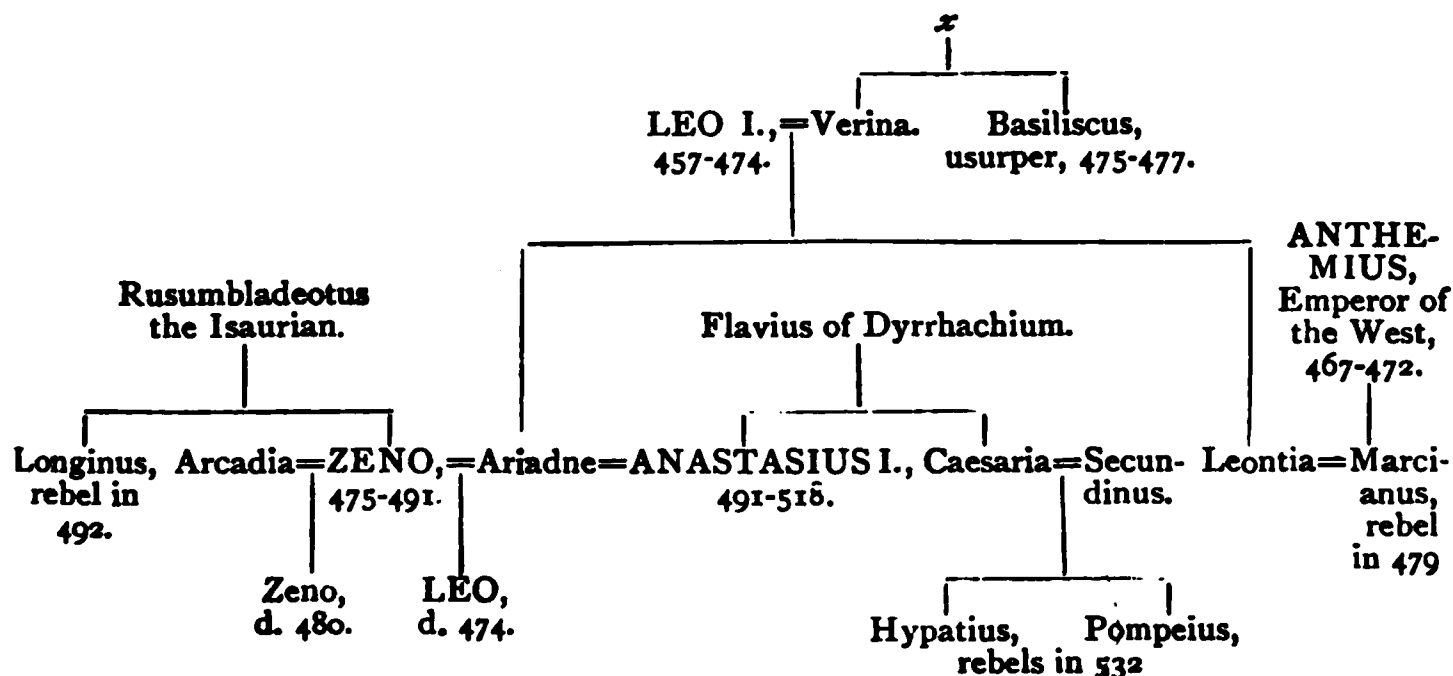 x
LEO I.,=Verina. Basiliscus,
457-474. usurper, 475-477.
ANTHE-
MIUS,
Emperor of
the West,
467-472.
Rusumbladeotus
the Isaurian.
Flavius of Dyrrhachium.
Longinus, Arcadia=ZENO,=Ariadne=ANASTASIUS I., Caesaria=Secun- Leontia=Marci-
rebel in 475-491. 491-518. dinus. anus,
492. rebel
in 479
Zeno, LEO,
d. 480. d. 474.
Hypatius, Pompeius,
rebels in 532